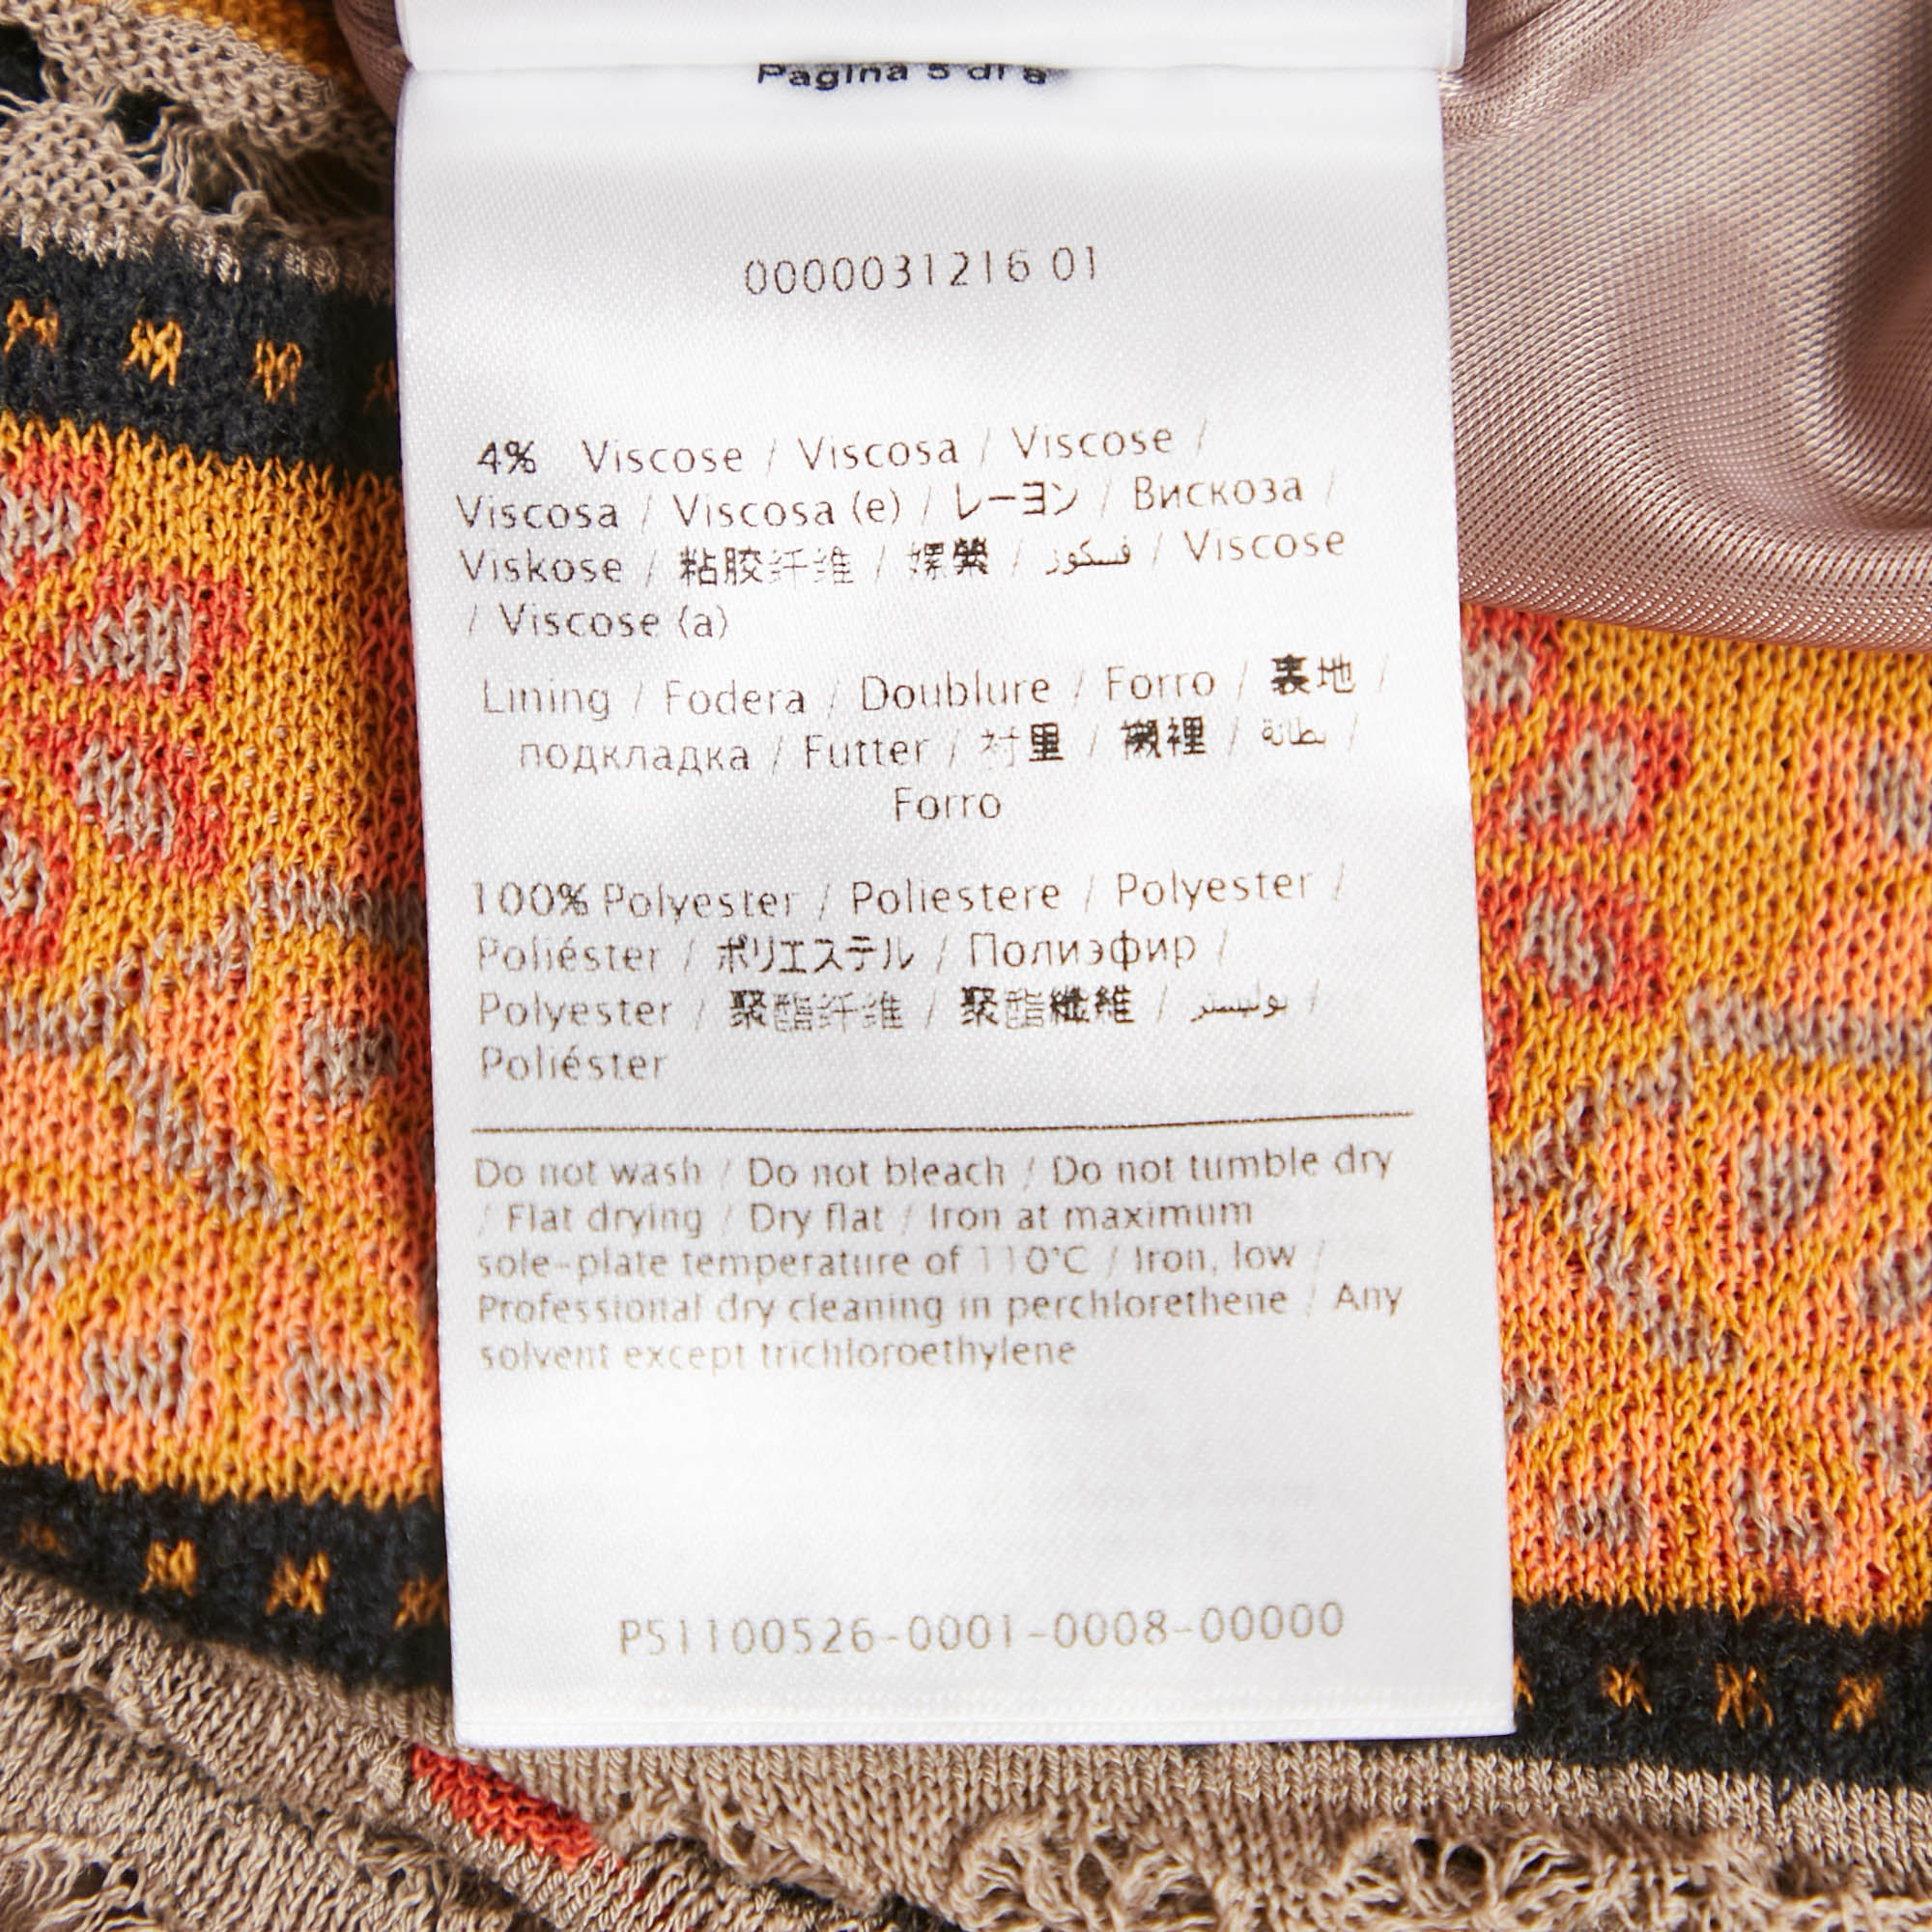 Pagina 5 di 8
0000031216 01
4% Viscose / Viscosa / Viscose /
Viscosa / Viscosa (e) / レーヨン / Вискоза /
Viskose / 粘胶纤维 / 嫘縈 / فسكوز / Viscose
/ Viscose (a)
Lining / Fodera / Doublure / Forro / 裏地 /
подкладка / Futter / 衬里 / 襯裡 / بطانة /
Forro
100% Polyester / Poliestere / Polyester /
Poliéster / ポリエステル / Полиэфир /
Polyester / 聚酯纤维 / 聚酯纖維 / بوليستر /
Poliéster
Do not wash / Do not bleach / Do not tumble dry
/ Flat drying / Dry flat / Iron at maximum
sole-plate temperature of 110°C / Iron, low /
Professional dry cleaning in perchlorethene / Any
solvent except trichloroethylene
P51100526-0001-0008-00000